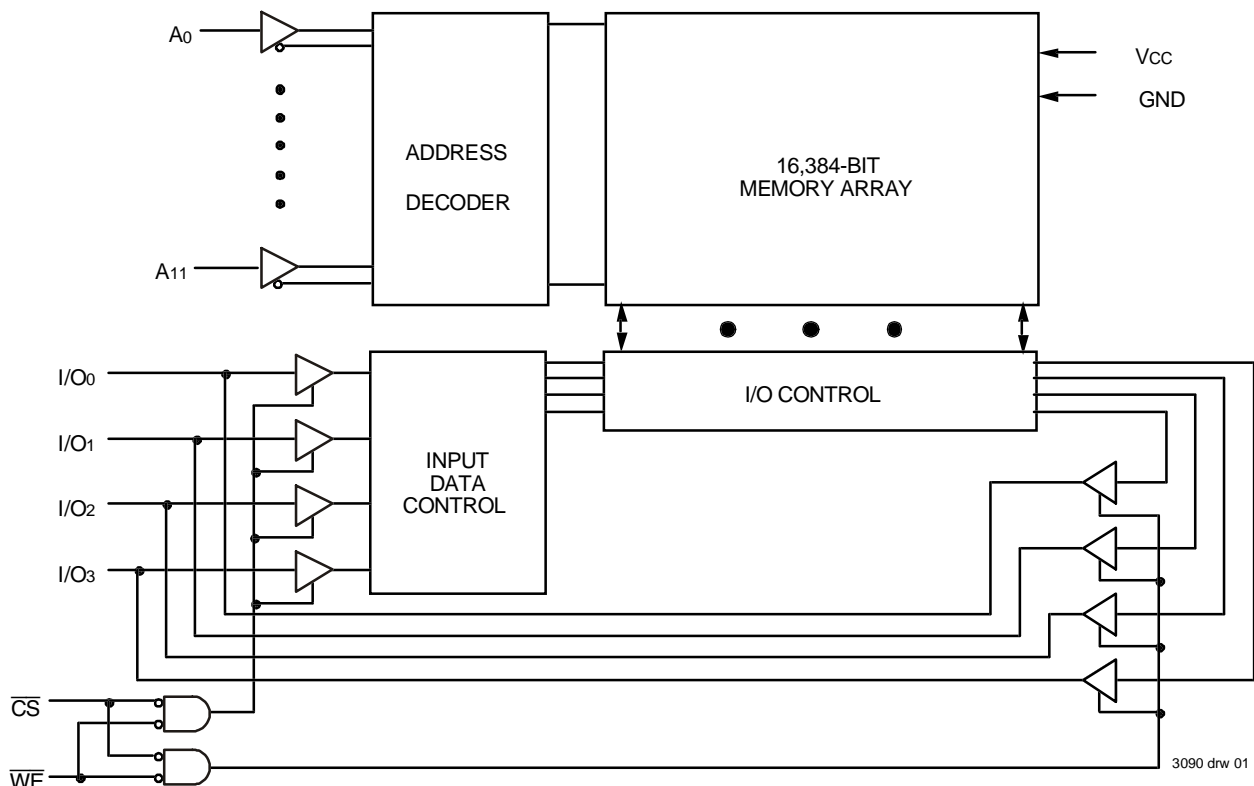 A0
VCC
GND
ADDRESS
DECODER
16,384-BIT
MEMORY ARRAY
A11
I/O0
I/O1
I/O2
I/O3
INPUT
DATA
CONTROL
I/O CONTROL
CS
WE
3090 drw 01